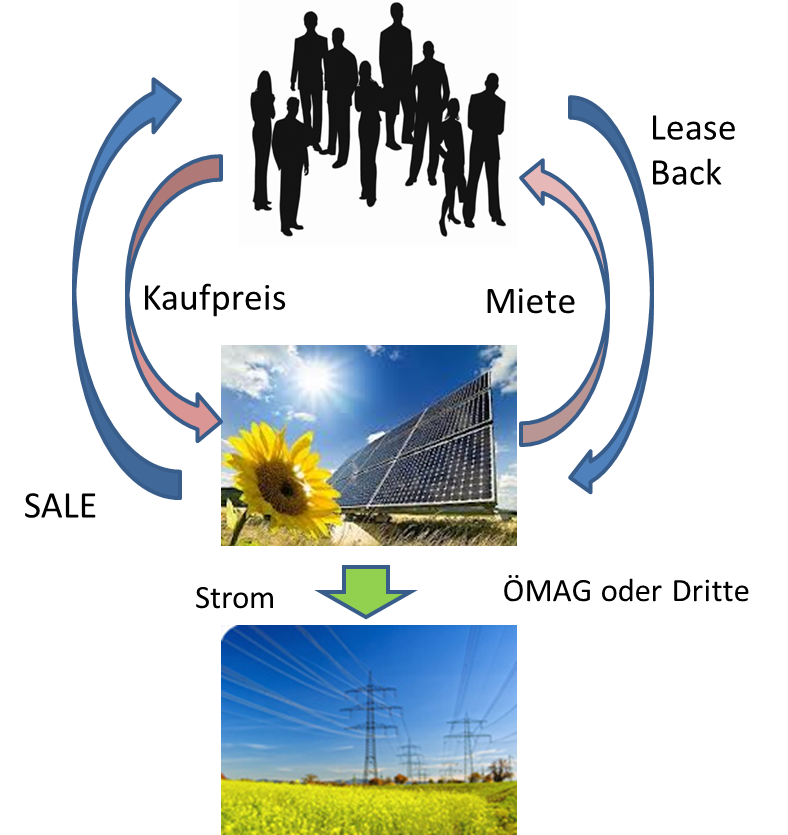 Lease
Back
Kaufpreis
Miete
SALE
Strom
ÖMAG oder Dritte